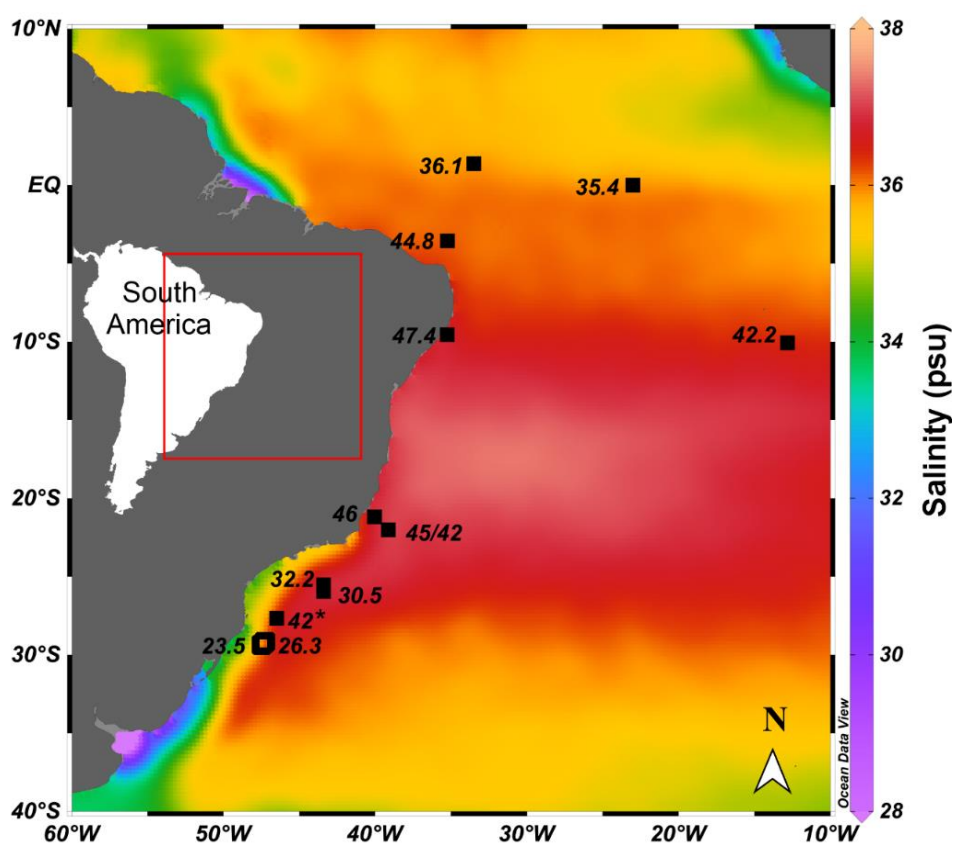 10°N
EQ
10°S
20°S
30°S
40°S
60°W
50°W
40°W
30°W
20°W
10°W
36.1
35.4
44.8
South
America
47.4
42.2
46
45/42
32.2
30.5
42*
23.5
26.3
N
Ocean Data View
38
36
34
32
30
28
Salinity (psu)